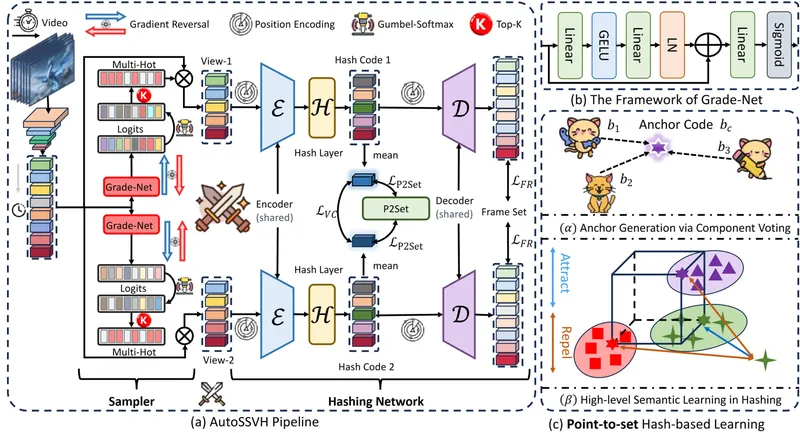 Video
Gradient Reversal
Position Encoding
Gumbel-Softmax
K Top-K
Multi-Hot
K
Logits
Grade-Net
Grade-Net
Logits
K
Multi-Hot
View-1
View-2
Sampler
ℰ
ℋ
Hash Layer
Hash Code 1
mean
𝒟
Encoder
(shared)
ℒ_VC
ℒ_P2Set
P2Set
ℒ_P2Set
Decoder
(shared)
ℒ_FR
Frame Set
ℒ_FR
mean
Hash Layer
ℰ
ℋ
𝒟
Hash Code 2
Hashing Network
(a) AutoSSVH Pipeline
Linear
GELU
Linear
LN
Linear
Sigmoid
(b) The Framework of Grade-Net
b₁
Anchor Code b_c
b₃
b₂
(α) Anchor Generation via Component Voting
Attract
Repel
(β) High-level Semantic Learning in Hashing
(c) Point-to-set Hash-based Learning